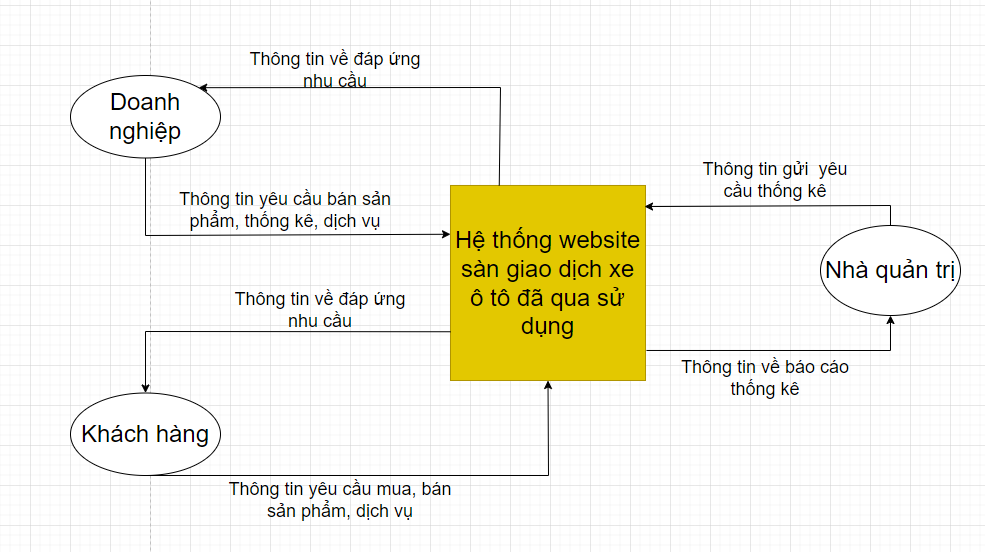 Thông tin về đáp ứng
nhu cầu
Doanh
nghiệp
Thông tin yêu cầu bán sản
phẩm, thống kê, dịch vụ
Thông tin gửi  yêu
cầu thống kê
Hệ thống website
sàn giao dịch xe
ô tô đã qua sử
dụng
Nhà quản trị
Thông tin về đáp ứng
nhu cầu
Thông tin về báo cáo
thống kê
Khách hàng
Thông tin yêu cầu mua, bán
sản phẩm, dịch vụ